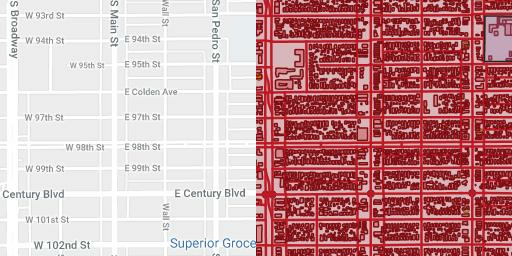 S Broadway
S Main St
Wall St
San Pedro St
W 93rd St
W 94th St
E 94th St
W 95th St
E 95th St
E Colden Ave
W 97th St
E 97th St
W 98th St
E 98th St
W 99th St
E 99th St
Century Blvd
E Century Blvd
W 101st St
Wall St
W 102nd St
Superior Groce
S